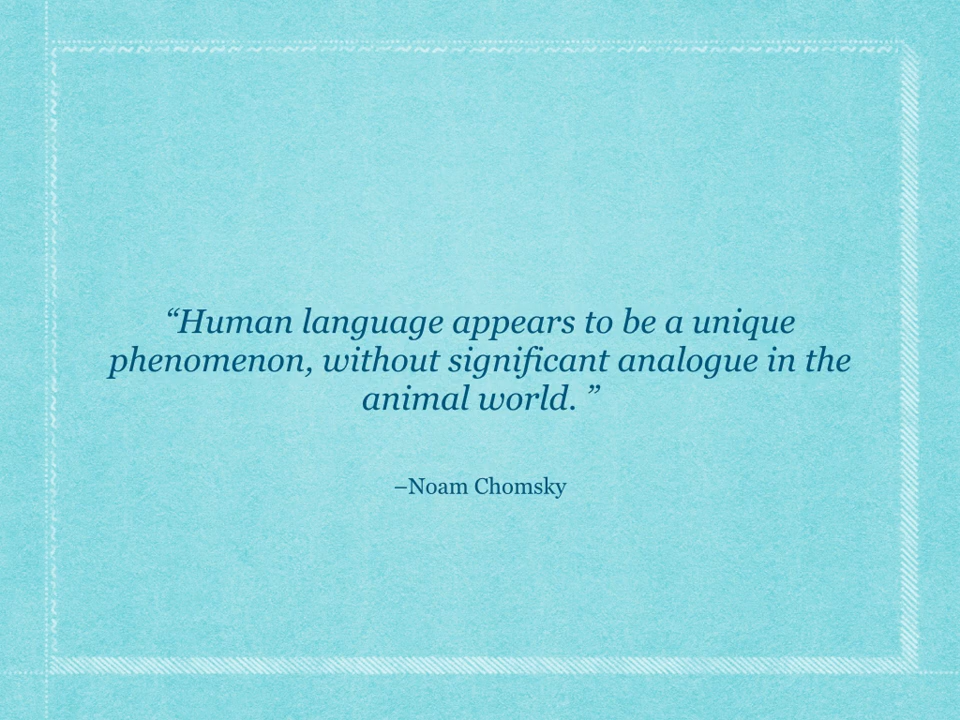 “Human language appears to be a unique
phenomenon, without significant analogue in the
animal world. ”
–Noam Chomsky